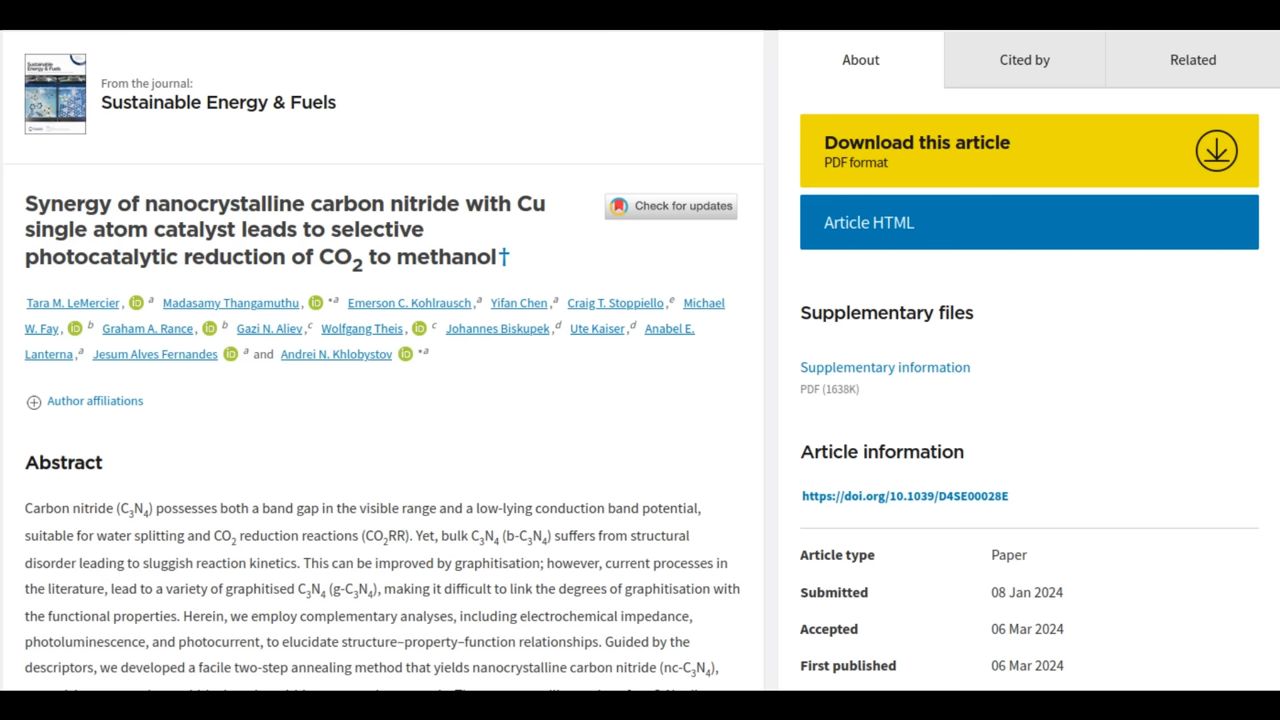 From the journal:
Sustainable Energy & Fuels
Synergy of nanocrystalline carbon nitride with Cu
single atom catalyst leads to selective
photocatalytic reduction of CO2 to methanol†
Check for updates
Tara M. LeMercier, a Madasamy Thangamuthu, *a Emerson C. Kohlrausch,a Yifan Chen,a Craig T. Stoppiello,e Michael
W. Fay, b Graham A. Rance, b Gazi N. Aliev,c Wolfgang Theis, c Johannes Biskupek,d Ute Kaiser,d Anabel E.
Lanterna,a Jesum Alves Fernandes a and Andrei N. Khlobystov *a
Author affiliations
Abstract
Carbon nitride (C3N4) possesses both a band gap in the visible range and a low-lying conduction band potential,
suitable for water splitting and CO2 reduction reactions (CO2RR). Yet, bulk C3N4 (b-C3N4) suffers from structural
disorder leading to sluggish reaction kinetics. This can be improved by graphitisation; however, current processes in
the literature, lead to a variety of graphitised C3N4 (g-C3N4), making it difficult to link the degrees of graphitisation with
the functional properties. Herein, we employ complementary analyses, including electrochemical impedance,
photoluminescence, and photocurrent, to elucidate structure–property–function relationships. Guided by the
descriptors, we developed a facile two-step annealing method that yields nanocrystalline carbon nitride (nc-C3N4),
About
Cited by
Related
Download this article
PDF format
Article HTML
Supplementary files
Supplementary information
PDF (1638K)
Article information
https://doi.org/10.1039/D4SE00028E
Article type Paper
Submitted 08 Jan 2024
Accepted 06 Mar 2024
First published 06 Mar 2024